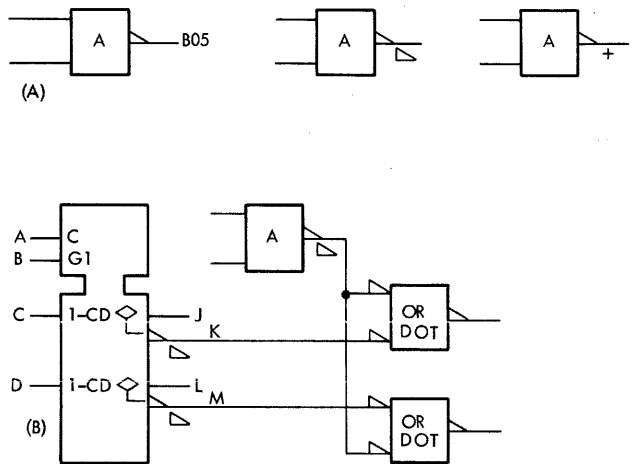 A B05 A A +
(A)
A C
B G1
A
C 1-CD J
K
OR
DOT
D 1-CD L
M
OR
DOT
(B)